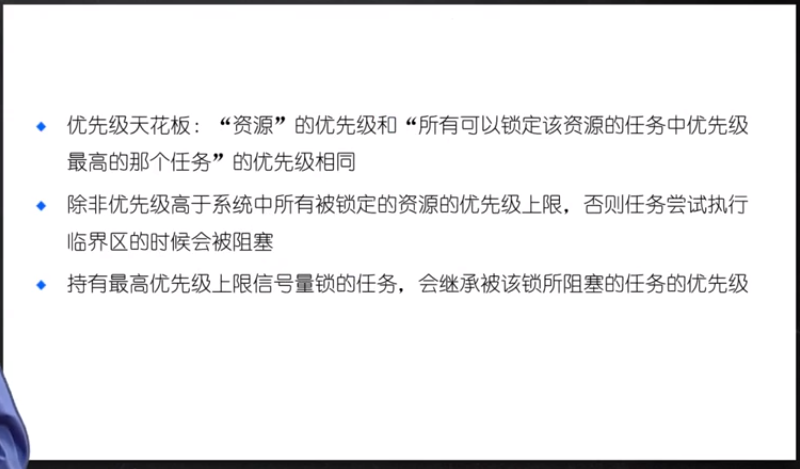 优先级天花板：“资源”的优先级和“所有可以锁定该资源的任务中优先级
最高的那个任务”的优先级相同
除非优先级高于系统中所有被锁定的资源的优先级上限，否则任务尝试执行
临界区的时候会被阻塞
持有最高优先级上限信号量锁的任务，会继承被该锁所阻塞的任务的优先级